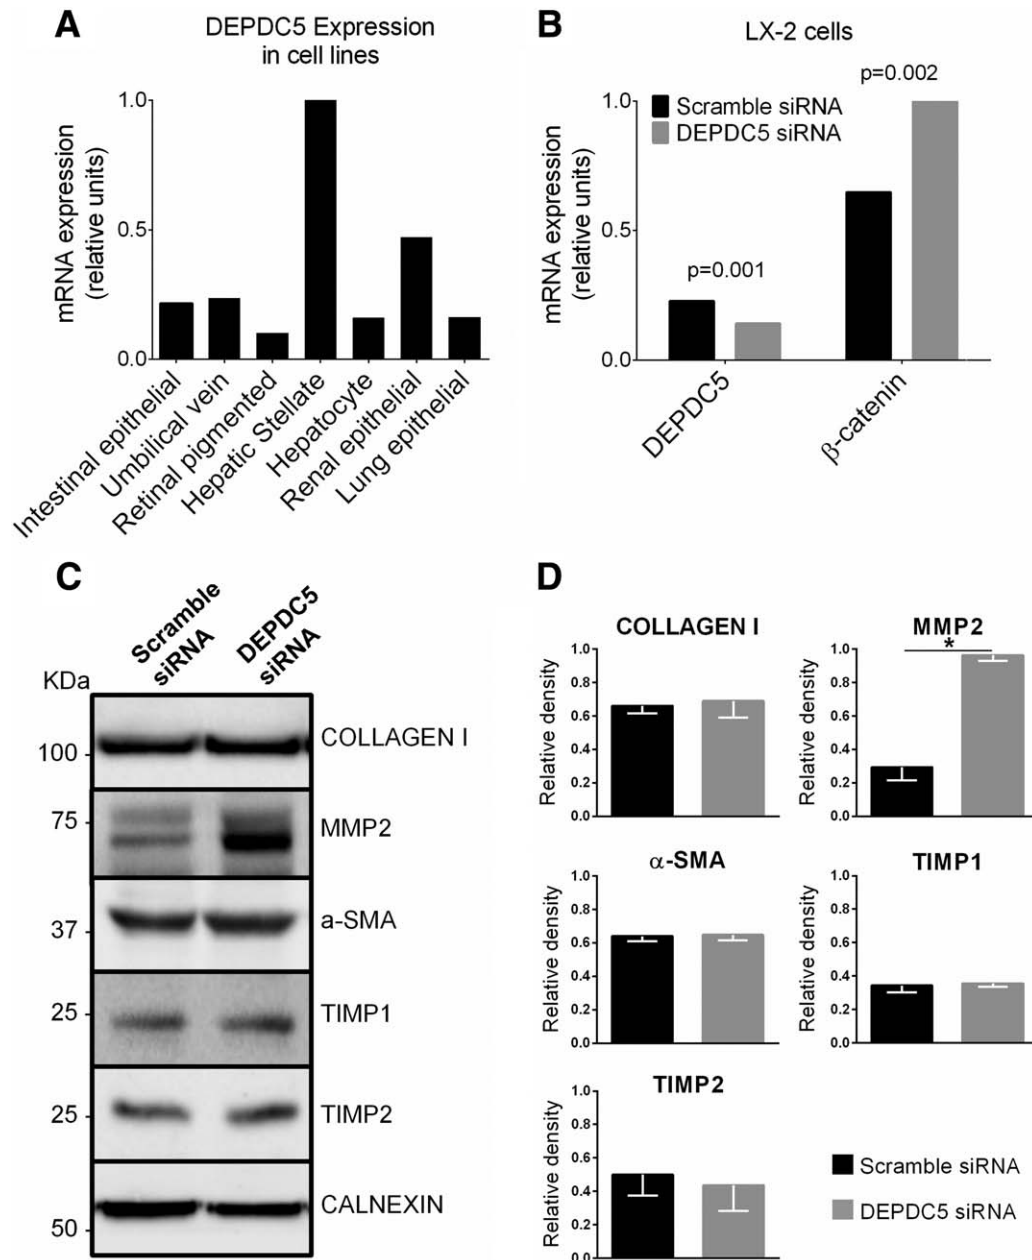 A
DEPDC5 Expression
in cell lines
mRNA expression
(relative units)
1.0
0.5
0.0
Intestinal epithelial
Umbilical vein
Retinal pigmented
Hepatic Stellate
Hepatocyte
Renal epithelial
Lung epithelial
B
LX-2 cells
p=0.002
Scramble siRNA
DEPDC5 siRNA
p=0.001
mRNA expression
(relative units)
1.0
0.5
0.0
DEPDC5
β-catenin
C
Scramble
siRNA
DEPDC5
siRNA
KDa
100
COLLAGEN I
75
MMP2
37
a-SMA
25
TIMP1
25
TIMP2
50
CALNEXIN
D
COLLAGEN I
Relative density
1.0
0.8
0.6
0.4
0.2
0.0
MMP2
*
Relative density
1.0
0.8
0.6
0.4
0.2
0.0
α-SMA
Relative density
1.0
0.8
0.6
0.4
0.2
0.0
TIMP1
Relative density
1.0
0.8
0.6
0.4
0.2
0.0
TIMP2
Relative density
1.0
0.8
0.6
0.4
0.2
0.0
Scramble siRNA
DEPDC5 siRNA